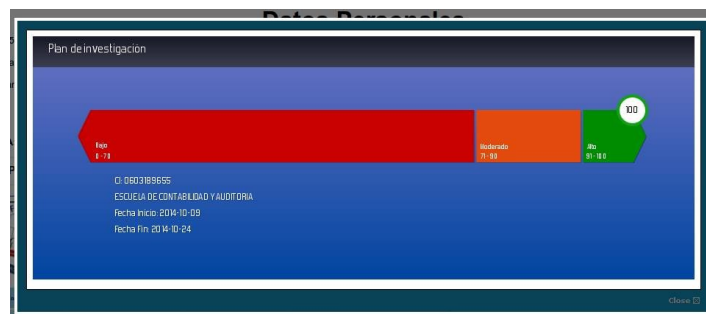 Datos Personales
Plan de investigación
100
Bajo
0 - 70
Moderado
71 - 90
Alto
91 - 100
CI: 0603189655
ESCUELA DE CONTABILIDAD Y AUDITORIA
Fecha Inicio: 2014-10-09
Fecha Fin: 2014-10-24
Close